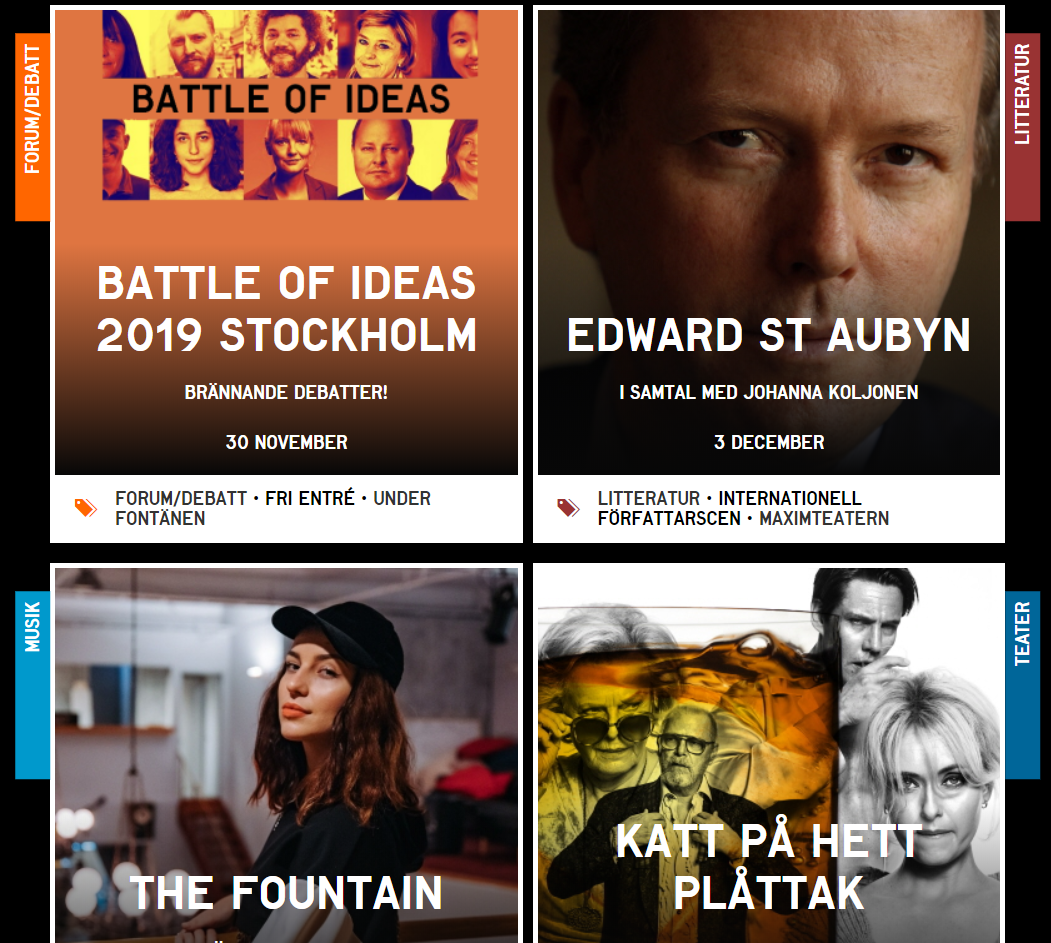 FORUM/DEBATT
BATTLE OF IDEAS
BATTLE OF IDEAS
2019 STOCKHOLM
BRÄNNANDE DEBATTER!
30 NOVEMBER
FORUM/DEBATT • FRI ENTRÉ • UNDER
FONTÄNEN
LITTERATUR
EDWARD ST AUBYN
I SAMTAL MED JOHANNA KOLJONEN
3 DECEMBER
LITTERATUR • INTERNATIONELL
FÖRFATTARSCEN • MAXIMTEATERN
MUSIK
THE FOUNTAIN
TEATER
KATT PÅ HETT
PLÅTTAK